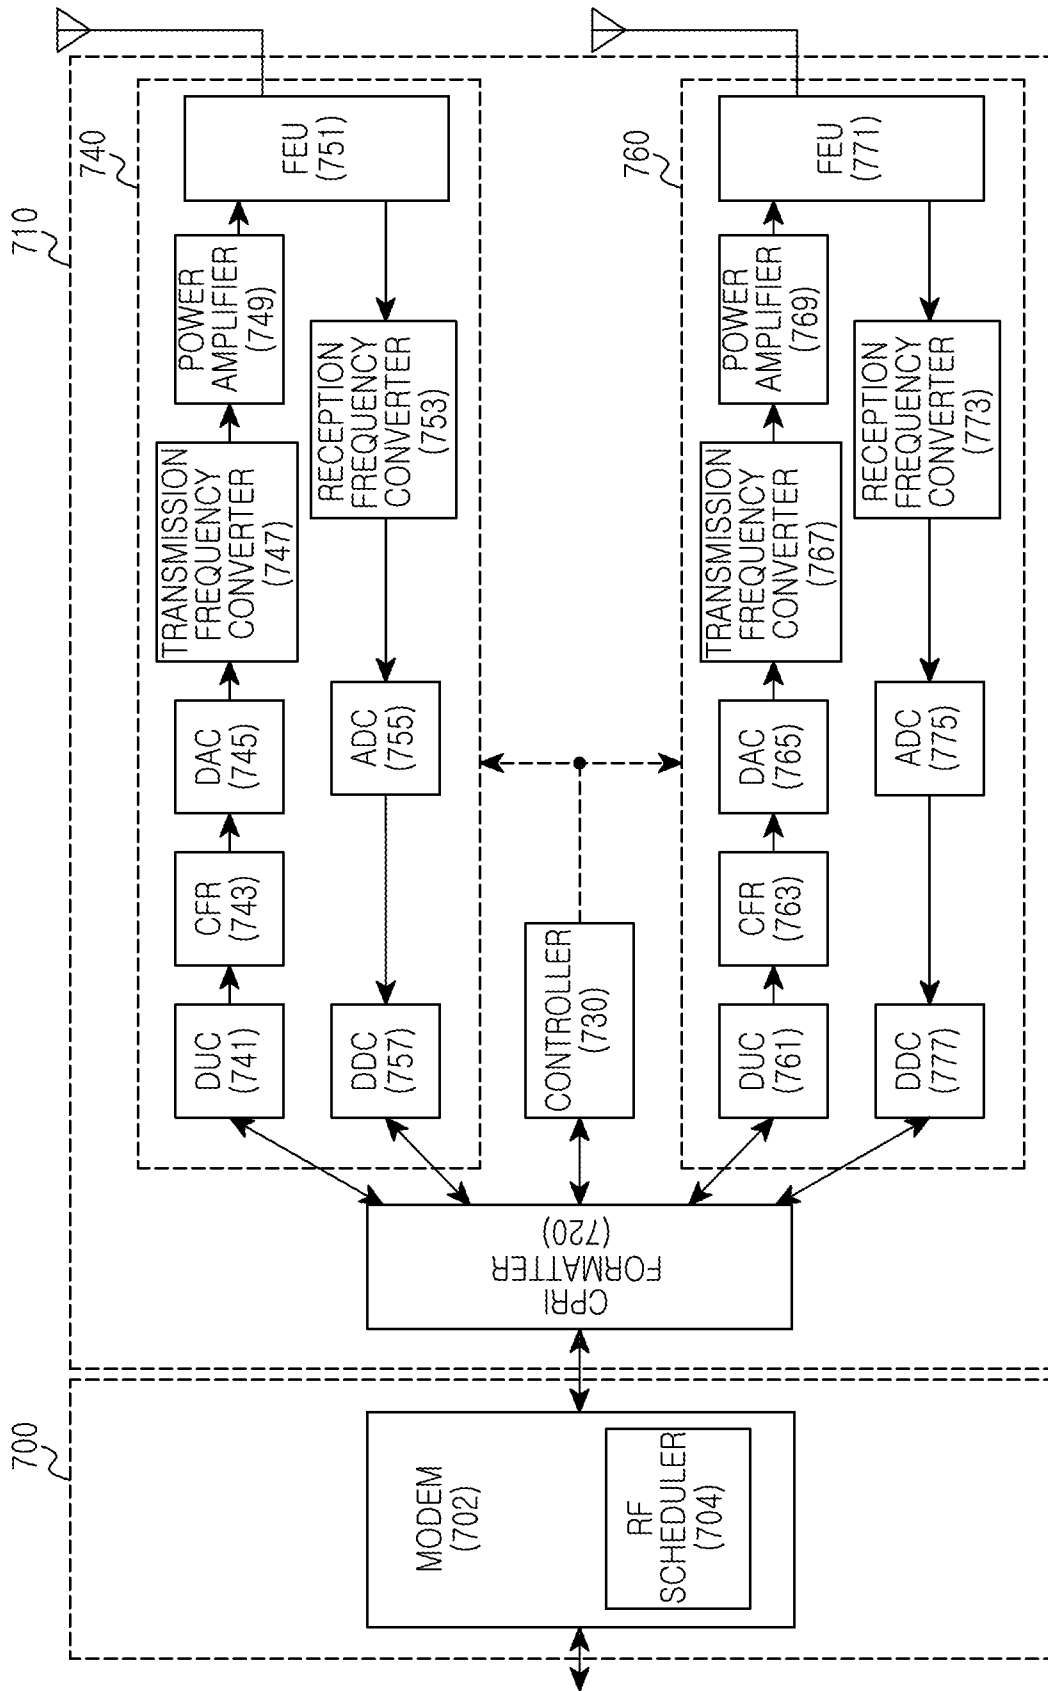 700
MODEM
(702)
RF
SCHEDULER
(704)
710
CPRI
FORMATTER
(720)
CONTROLLER
(730)
740
DUC
(741)
CFR
(743)
DAC
(745)
TRANSMISSION
FREQUENCY
CONVERTER
(747)
POWER
AMPLIFIER
(749)
FEU
(751)
DDC
(757)
ADC
(755)
RECEPTION
FREQUENCY
CONVERTER
(753)
760
DUC
(761)
CFR
(763)
DAC
(765)
TRANSMISSION
FREQUENCY
CONVERTER
(767)
POWER
AMPLIFIER
(769)
FEU
(771)
DDC
(777)
ADC
(775)
RECEPTION
FREQUENCY
CONVERTER
(773)